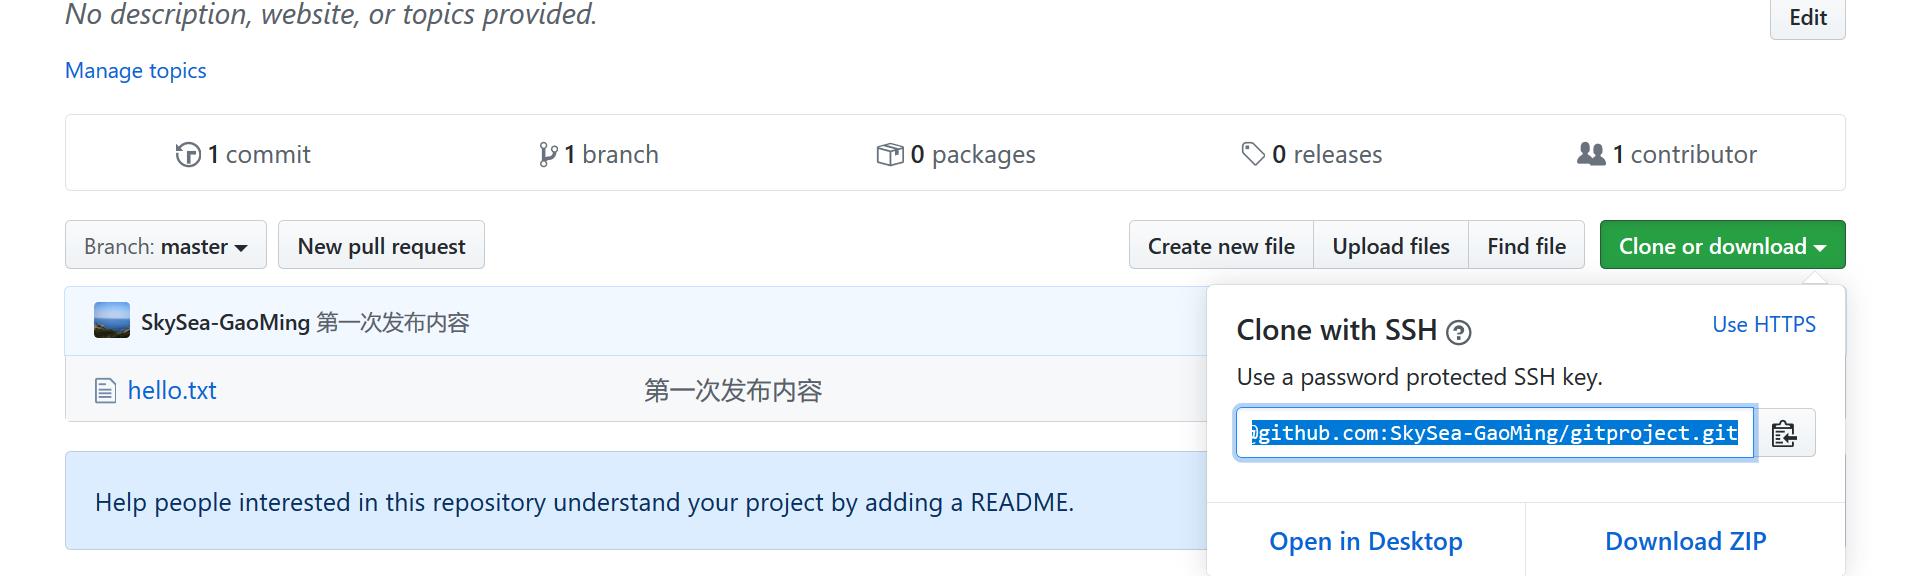 No description, website, or topics provided.
Edit
Manage topics
1 commit
1 branch
0 packages
0 releases
1 contributor
Branch: master
New pull request
Create new file
Upload files
Find file
Clone or download
SkySea-GaoMing 第一次发布内容
hello.txt
第一次发布内容
Clone with SSH ?
Use HTTPS
Use a password protected SSH key.
@github.com:SkySea-GaoMing/gitproject.git
Help people interested in this repository understand your project by adding a README.
Open in Desktop
Download ZIP